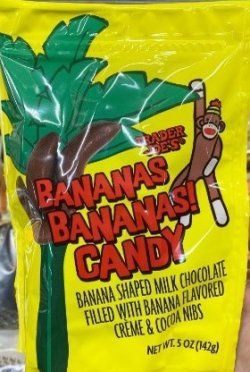 TRADER
JOE'S
BANANAS
BANANAS!
CANDY
BANANA SHAPED MILK CHOCOLATE
FILLED WITH BANANA FLAVORED
CRÈME & COCOA NIBS
NET WT. 5 OZ (142g)